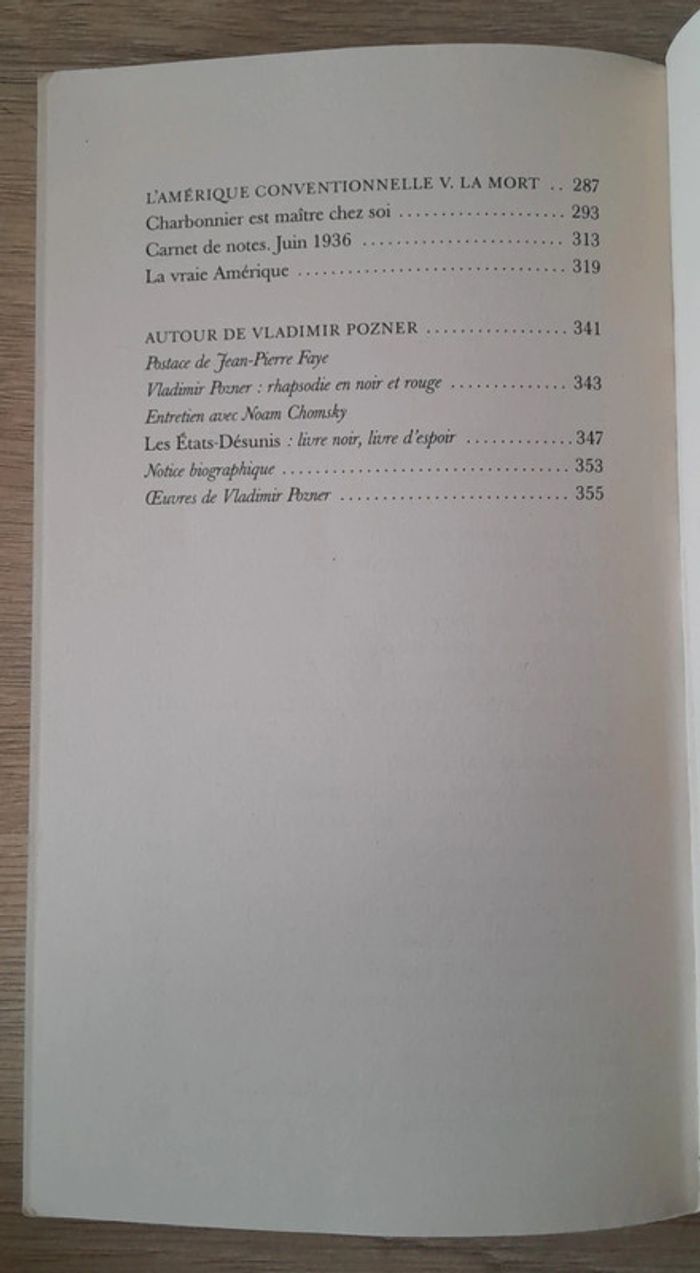 L'AMÉRIQUE CONVENTIONNELLE V. LA MORT .. 287
Charbonnier est maître chez soi .................... 293
Carnet de notes. Juin 1936 ........................ 313
La vraie Amérique ................................ 319
AUTOUR DE VLADIMIR POZNER ................. 341
Postace de Jean-Pierre Faye
Vladimir Pozner : rhapsodie en noir et rouge .............. 343
Entretien avec Noam Chomsky
Les États-Désunis : livre noir, livre d'espoir ............. 347
Notice biographique .................................. 353
Œuvres de Vladimir Pozner ........................... 355